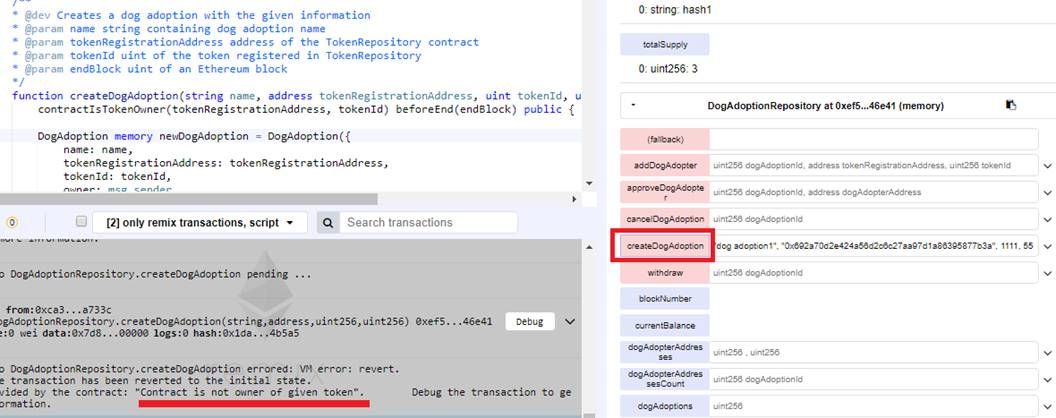 /**
* @dev Creates a dog adoption with the given information
* @param name string containing dog adoption name
* @param tokenRegistrationAddress address of the TokenRepository contract
* @param tokenId uint of the token registered in TokenRepository
* @param endBlock uint of an Ethereum block
*/
function createDogAdoption(string name, address tokenRegistrationAddress, uint tokenId, u
contractIsTokenOwner(tokenRegistrationAddress, tokenId) beforeEnd(endBlock) public {
DogAdoption memory newDogAdoption = DogAdoption({
name: name,
tokenRegistrationAddress: tokenRegistrationAddress,
tokenId: tokenId,
owner: msg.sender
0
[2] only remix transactions, script
Search transactions
more information.
o DogAdoptionRepository.createDogAdoption pending ...
from:0xca3...a733c
ogAdoptionRepository.createDogAdoption(string,address,uint256,uint256) 0xef5...46e41
Debug
e:0 wei data:0x7d8...00000 logs:0 hash:0x1da...4b5a5
o DogAdoptionRepository.createDogAdoption errored: VM error: revert.
e transaction has been reverted to the initial state.
vided by the contract: "Contract is not owner of given token". Debug the transaction to ge
formation.
0: string: hash1
totalSupply
0: uint256: 3
DogAdoptionRepository at 0xef5...46e41 (memory)
(fallback)
addDogAdopter
uint256 dogAdoptionId, address tokenRegistrationAddress, uint256 tokenId
approveDogAdopte
r
uint256 dogAdoptionId, address dogAdopterAddress
cancelDogAdoption
uint256 dogAdoptionId
createDogAdoption
"dog adoption1", "0x692a70d2e424a56d2c6c27aa97d1a86395877b3a", 1111, 55
withdraw
uint256 dogAdoptionId
blockNumber
currentBalance
dogAdopterAddres
ses
uint256 , uint256
dogAdopterAddres
sesCount
uint256 dogAdoptionId
dogAdoptions
uint256